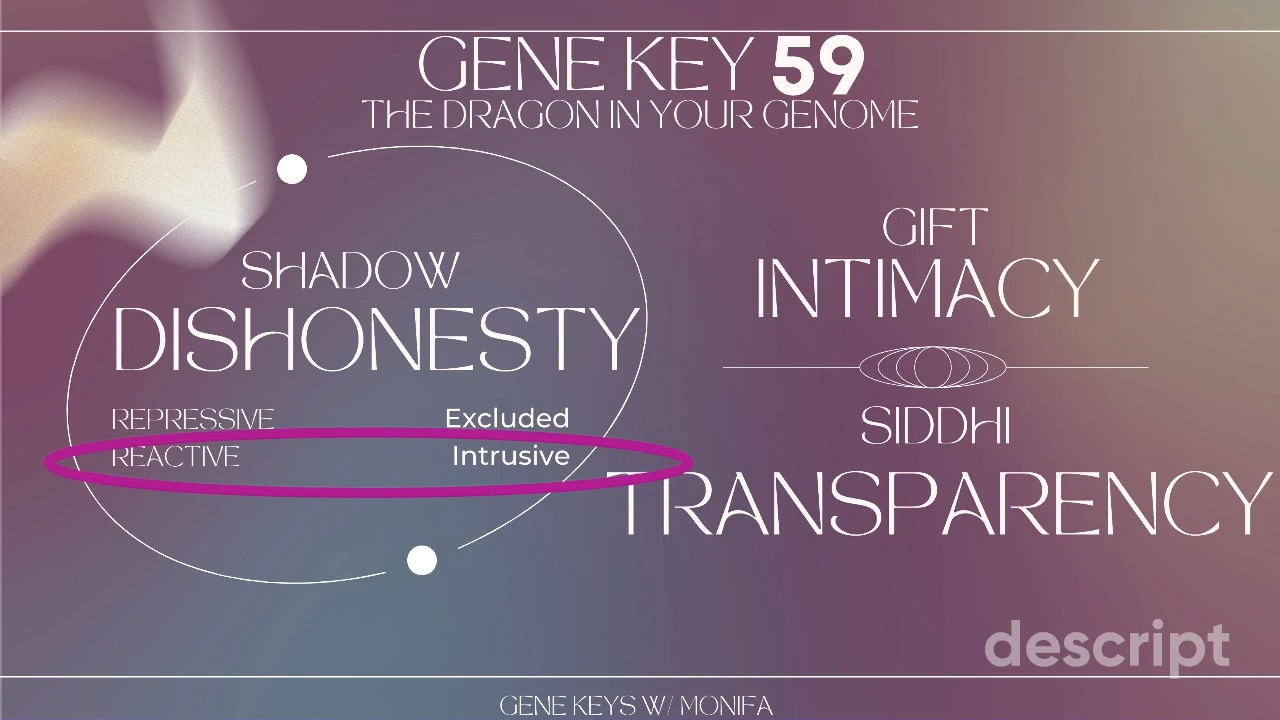 GENE KEY 59
THE DRAGON IN YOUR GENOME
SHADOW
DISHONESTY
REPRESSIVE Excluded
REACTIVE Intrusive
GIFT
INTIMACY
SIDDHI
TRANSPARENCY
descript
GENE KEYS W/ MONIFA